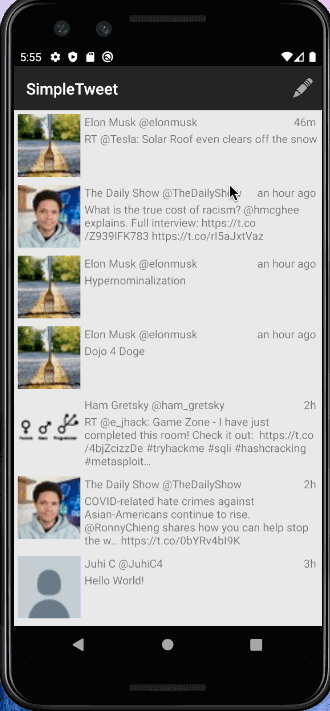 5:55
SimpleTweet
Elon Musk @elonmusk 46m
RT @Tesla: Solar Roof even clears off the snow
The Daily Show @TheDailyShow an hour ago
What is the true cost of racism? @hmcghee
explains. Full interview: https://t.co
/Z939IFK783 https://t.co/rI5aJxtVaz
Elon Musk @elonmusk an hour ago
Hypernominalization
Elon Musk @elonmusk an hour ago
Dojo 4 Doge
Ham Gretsky @ham_gretsky 2h
RT @e_jhack: Game Zone - I have just
completed this room! Check it out: https://t.co
/4bjZcizzDe #tryhackme #sqli #hashcracking
#metasploit…
The Daily Show @TheDailyShow 2h
COVID-related hate crimes against
Asian-Americans continue to rise.
@RonnyChieng shares how you can help stop
the w… https://t.co/0bYRv4bI9K
Juhi C @JuhiC4 3h
Hello World!